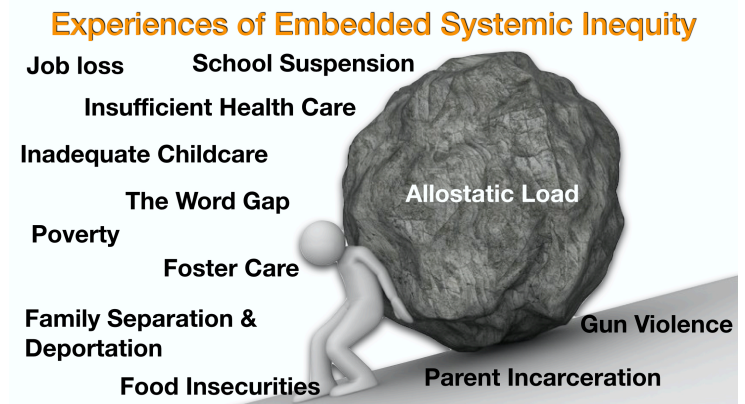 Experiences of Embedded Systemic Inequity
Job loss
School Suspension
Insufficient Health Care
Inadequate Childcare
The Word Gap
Allostatic Load
Poverty
Foster Care
Family Separation &
Deportation
Gun Violence
Food Insecurities
Parent Incarceration